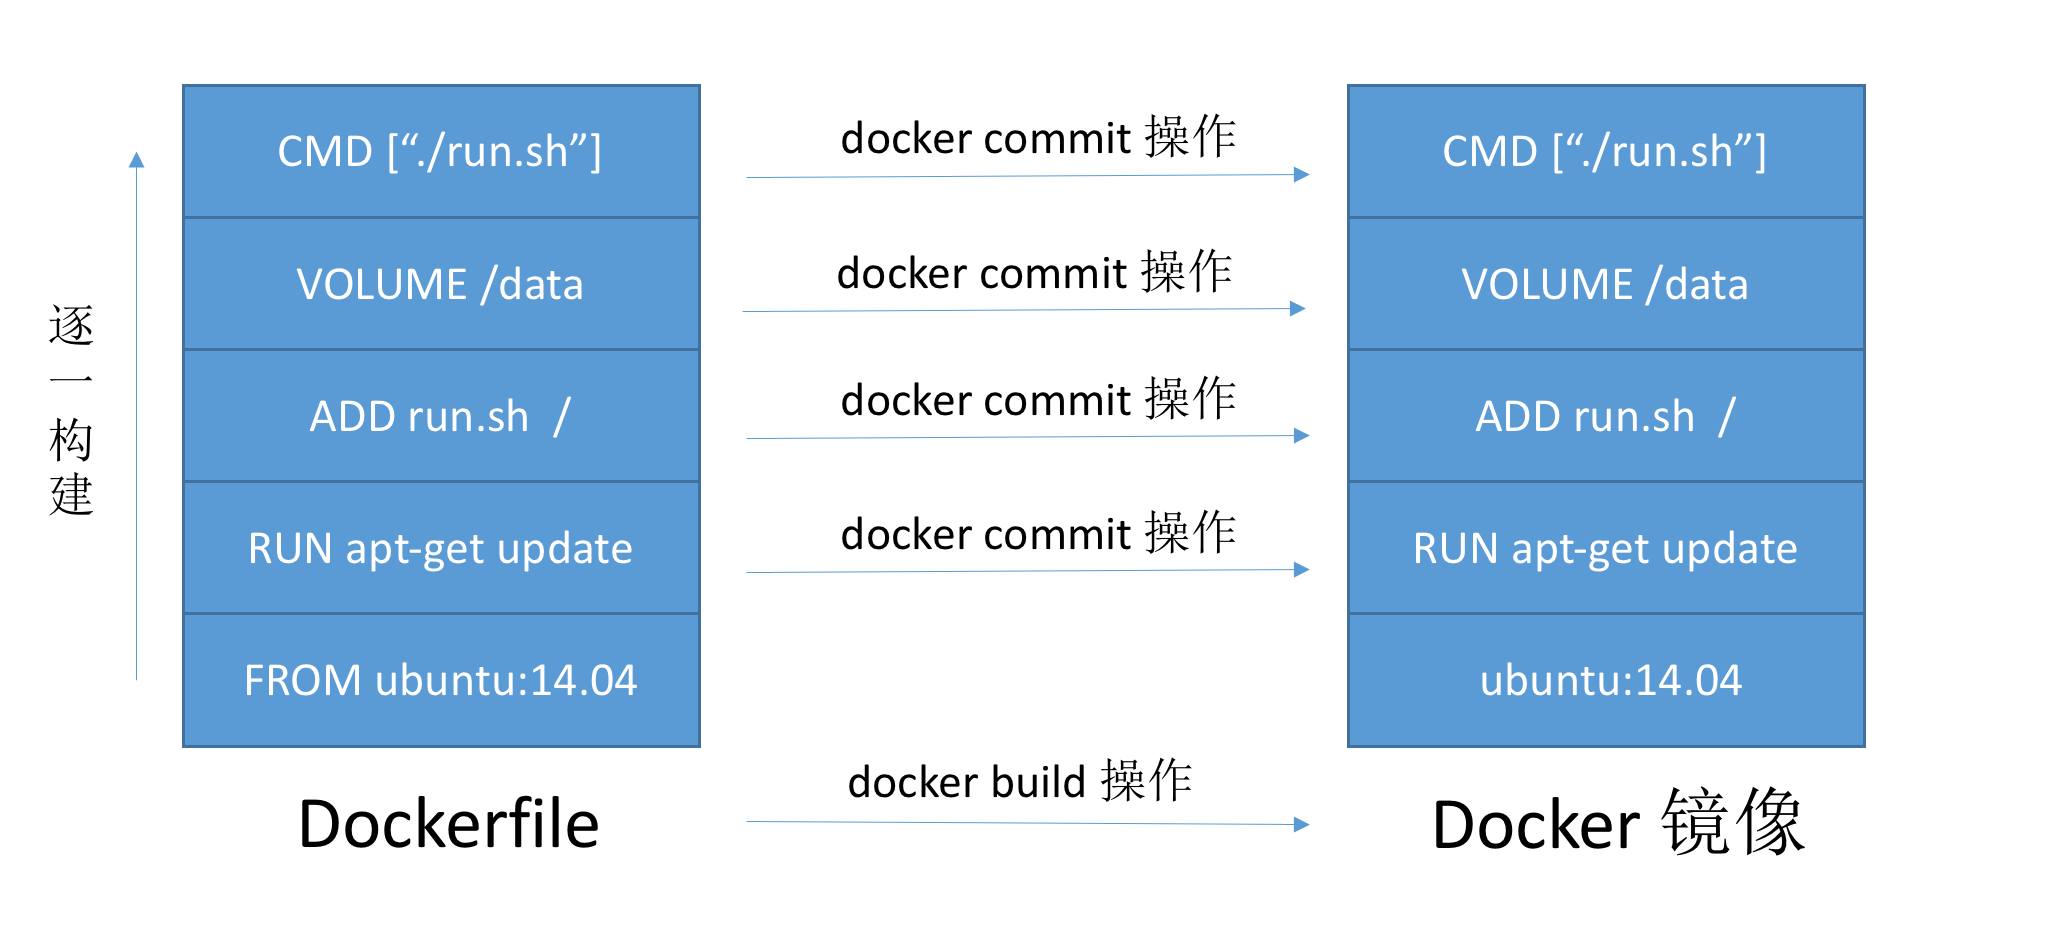 逐一构建
CMD [“./run.sh”]
VOLUME /data
ADD run.sh /
RUN apt-get update
FROM ubuntu:14.04
Dockerfile
docker commit 操作
docker commit 操作
docker commit 操作
docker commit 操作
docker build 操作
CMD [“./run.sh”]
VOLUME /data
ADD run.sh /
RUN apt-get update
ubuntu:14.04
Docker 镜像